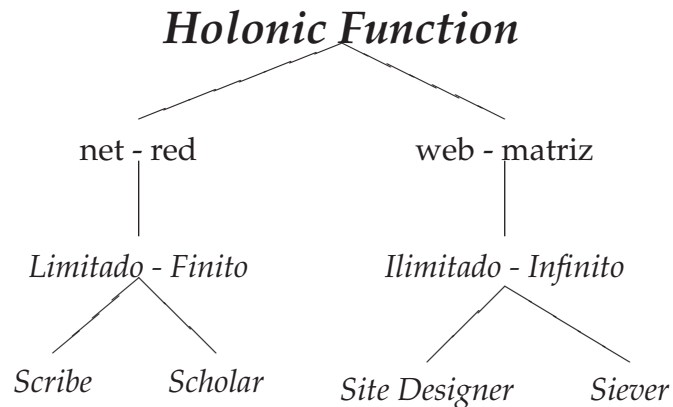 Holonic Function
net - red
web - matriz
Limitado - Finito
Ilimitado - Infinito
Scribe
Scholar
Site Designer
Siever